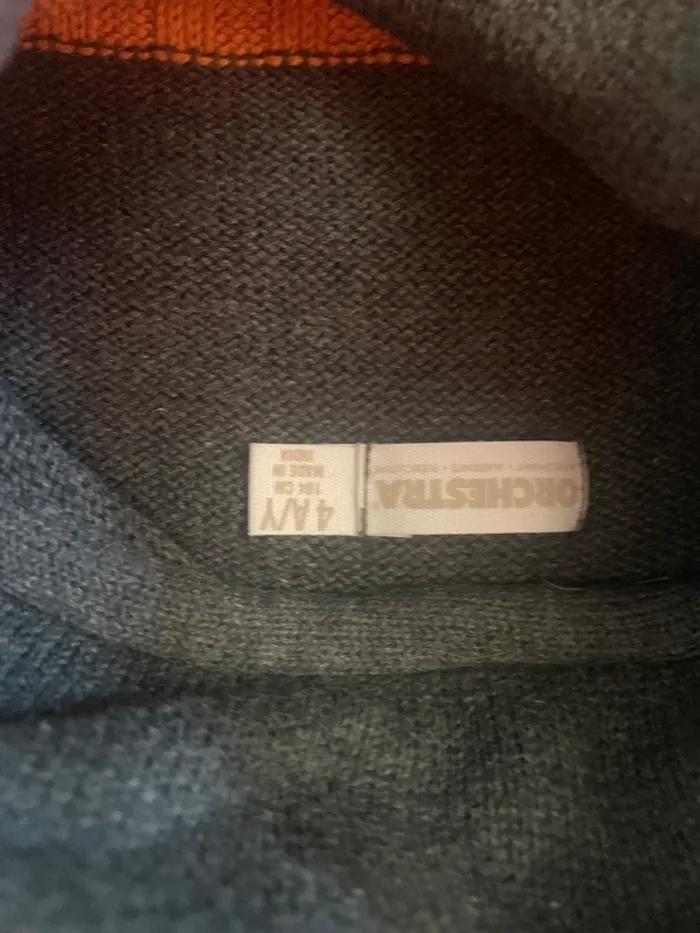 ORCHESTRA
4 A/Y
104 CM
MADE IN
INDIA